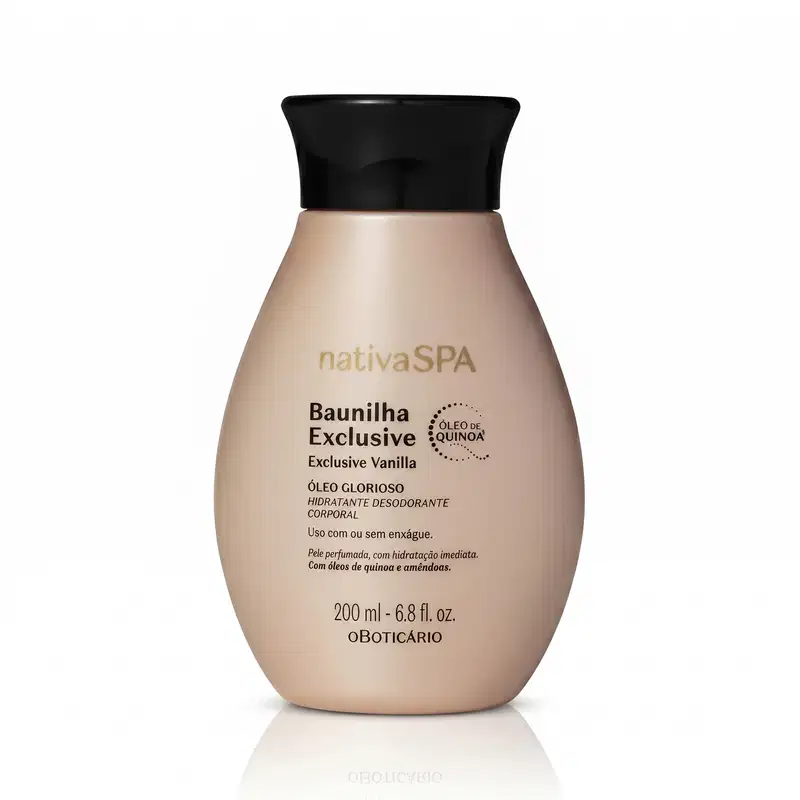 nativaSPA
Baunilha
Exclusive
Exclusive Vanilla
ÓLEO DE
QUINOA
ÓLEO GLORIOSO
HIDRATANTE DESODORANTE
CORPORAL
Uso com ou sem enxágue.
Pele perfumada, com hidratação imediata.
Com óleos de quinoa e amêndoas.
200 ml - 6.8 fl. oz.
oBOTICÁRIO